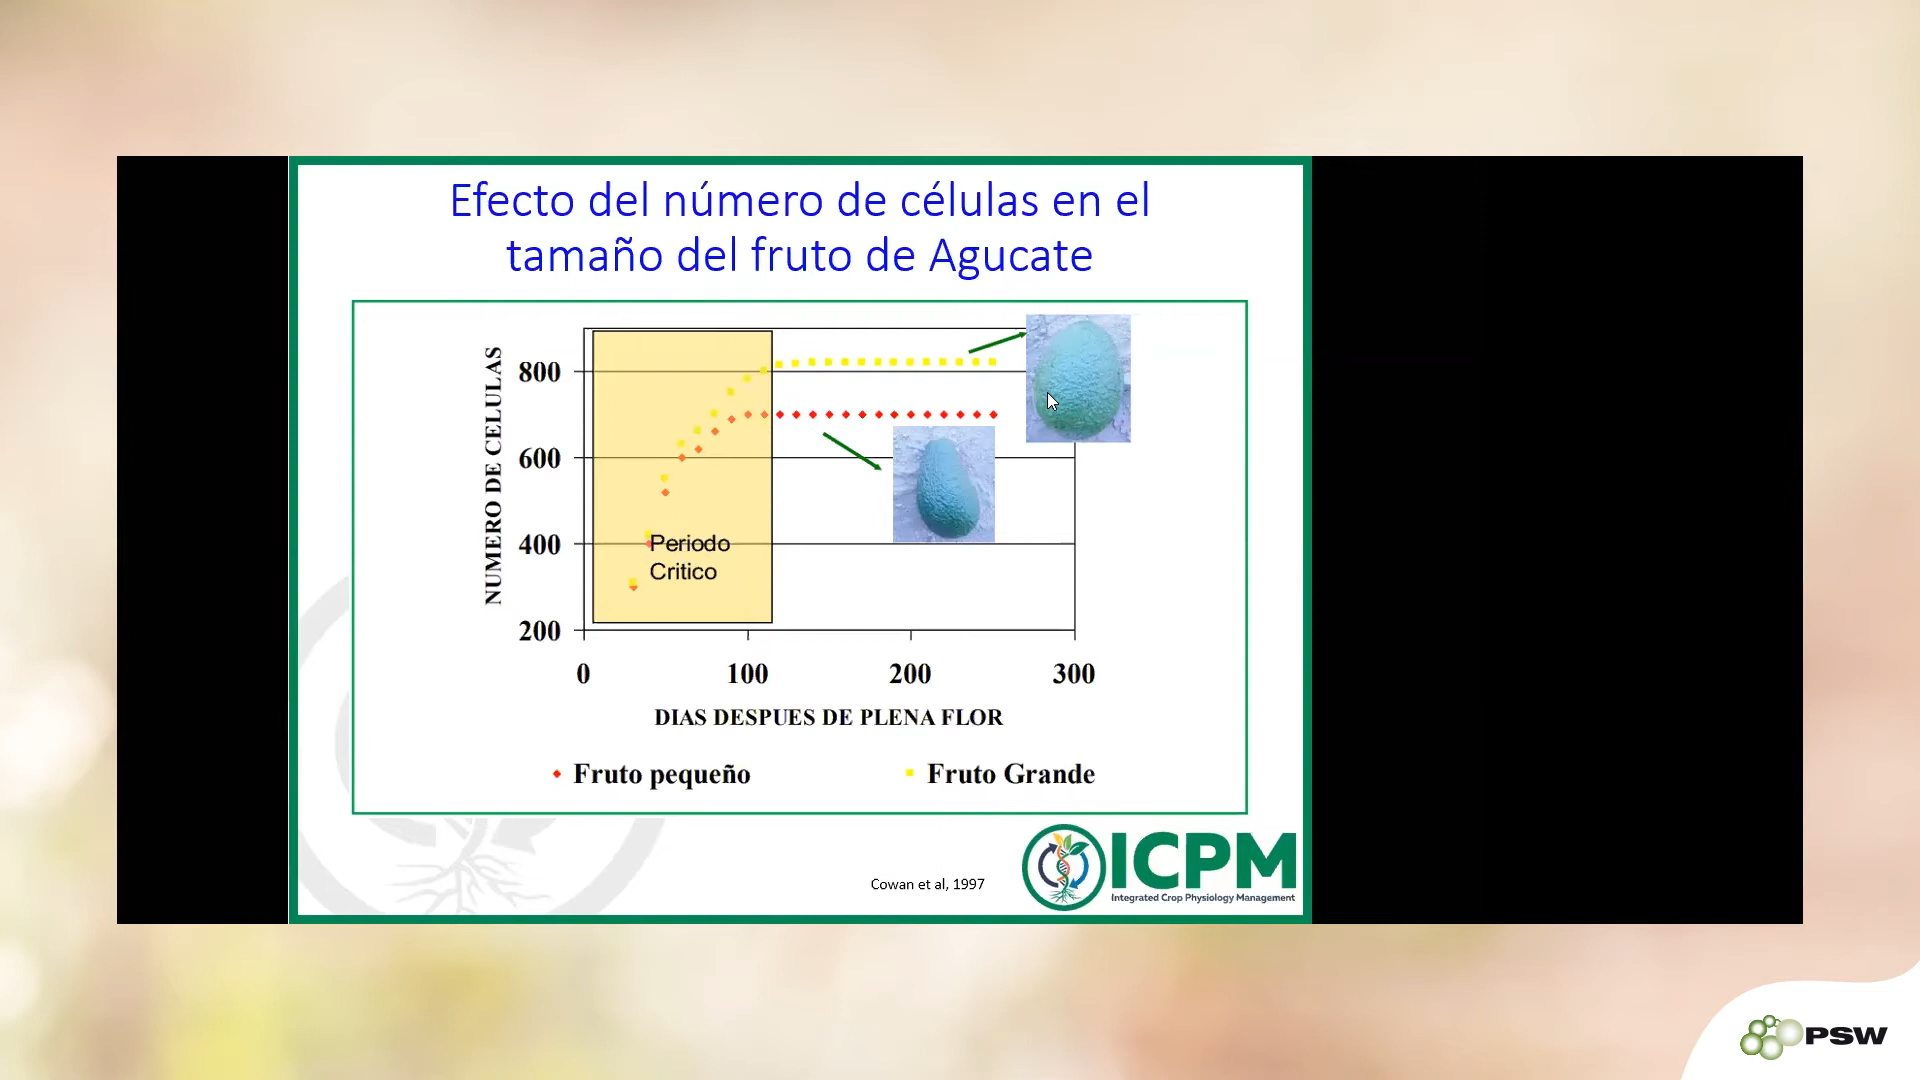 Efecto del número de células en el
tamaño del fruto de Agucate
NUMERO DE CELULAS
800
600
400
200
Periodo
Critico
0 100 200 300
DIAS DESPUES DE PLENA FLOR
Fruto pequeño Fruto Grande
Cowan et al, 1997
ICPM
Integrated Crop Physiology Management
PSW